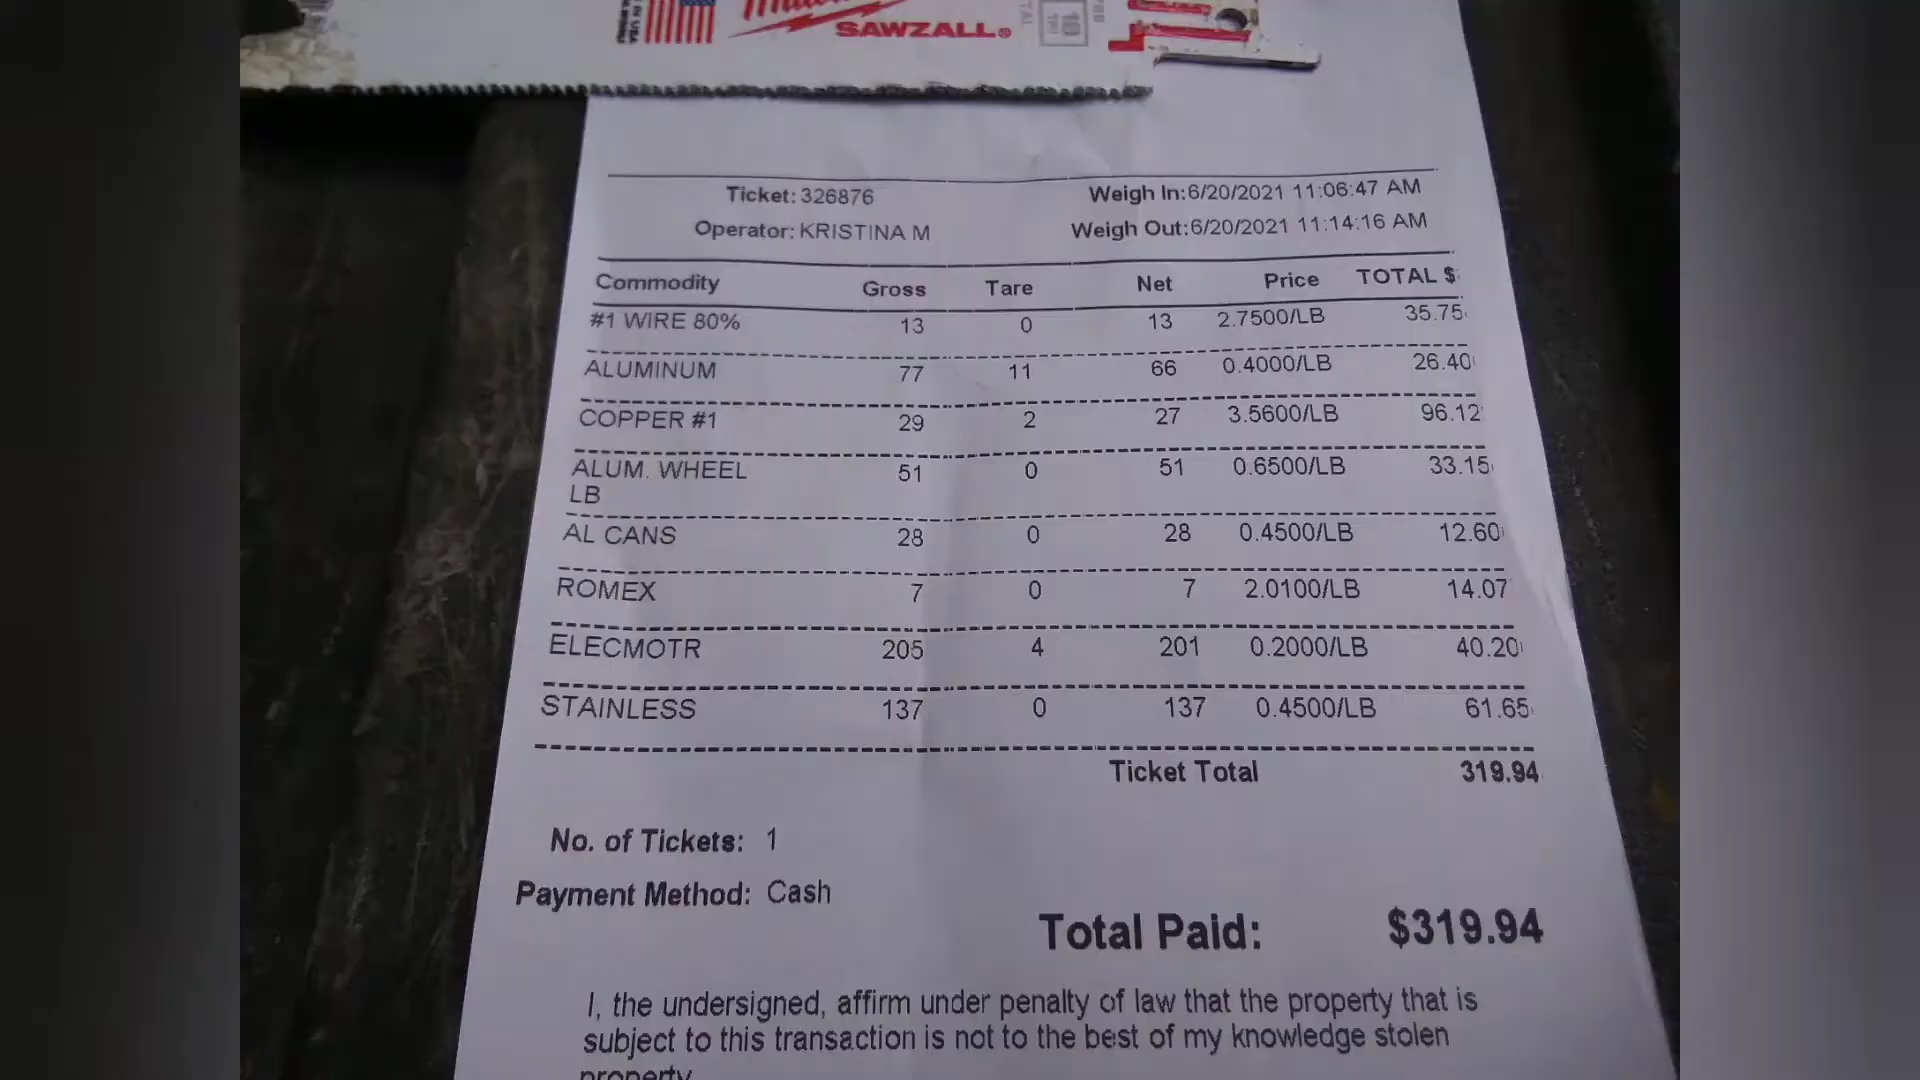 SAWZALL®
Ticket: 326876 Weigh In:6/20/2021 11:06:47 AM
Operator: KRISTINA M Weigh Out:6/20/2021 11:14:16 AM
Commodity Gross Tare Net Price TOTAL $
#1 WIRE 80% 13 0 13 2.7500/LB 35.75
ALUMINUM 77 11 66 0.4000/LB 26.40
COPPER #1 29 2 27 3.5600/LB 96.12
ALUM. WHEEL 51 0 51 0.6500/LB 33.15
LB
AL CANS 28 0 28 0.4500/LB 12.60
ROMEX 7 0 7 2.0100/LB 14.07
ELECMOTR 205 4 201 0.2000/LB 40.20
STAINLESS 137 0 137 0.4500/LB 61.65
Ticket Total 319.94
No. of Tickets: 1
Payment Method: Cash
Total Paid: $319.94
I, the undersigned, affirm under penalty of law that the property that is
subject to this transaction is not to the best of my knowledge stolen
property